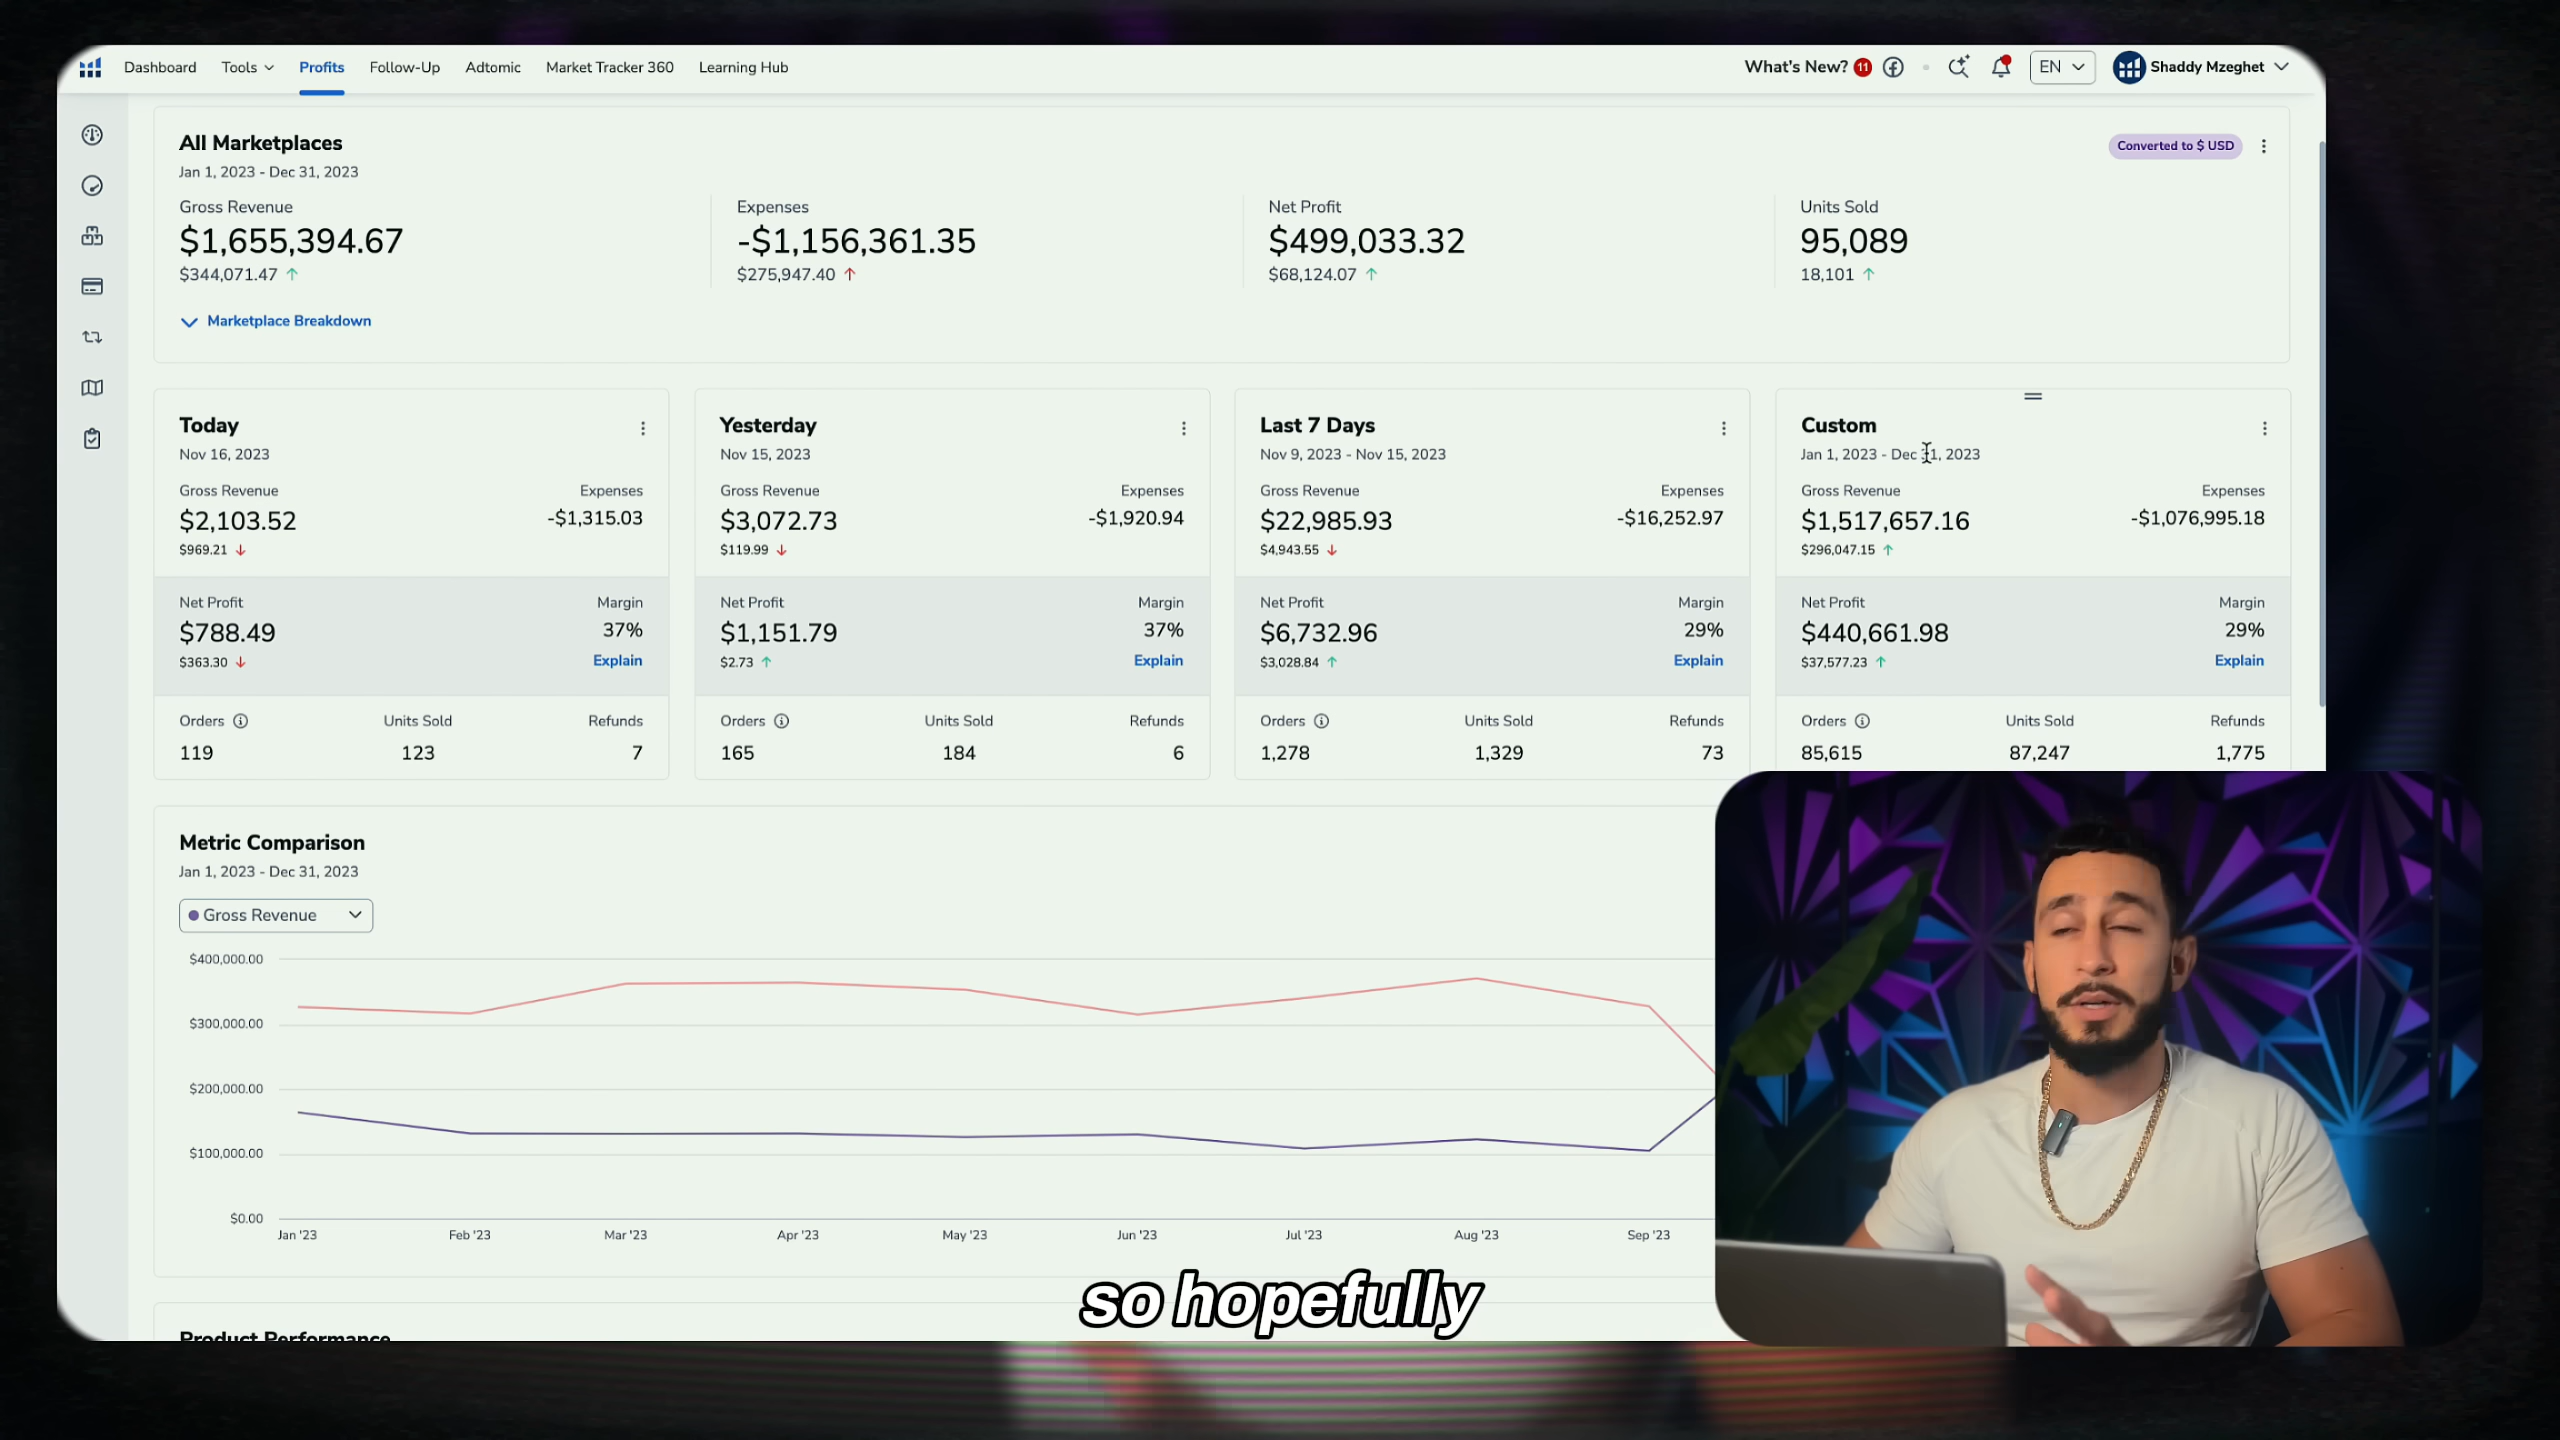 Dashboard Tools Profits Follow-Up Adtomic Market Tracker 360 Learning Hub What's New? 11 EN Shaddy Mzeghet
All Marketplaces Converted to $ USD
Jan 1, 2023 - Dec 31, 2023
Gross Revenue Expenses Net Profit Units Sold
$1,655,394.67 -$1,156,361.35 $499,033.32 95,089
$344,071.47 $275,947.40 $68,124.07 18,101
Marketplace Breakdown
Today Yesterday Last 7 Days Custom
Nov 16, 2023 Nov 15, 2023 Nov 9, 2023 - Nov 15, 2023 Jan 1, 2023 - Dec 31, 2023
Gross Revenue Expenses Gross Revenue Expenses Gross Revenue Expenses Gross Revenue Expenses
$2,103.52 -$1,315.03 $3,072.73 -$1,920.94 $22,985.93 -$16,252.97 $1,517,657.16 -$1,076,995.18
$969.21 $119.99 $4,943.55 $296,047.15
Net Profit Margin Net Profit Margin Net Profit Margin Net Profit Margin
$788.49 37% $1,151.79 37% $6,732.96 29% $440,661.98 29%
$363.30 Explain $2.73 Explain $3,028.84 Explain $37,577.23 Explain
Orders Units Sold Refunds Orders Units Sold Refunds Orders Units Sold Refunds Orders Units Sold Refunds
119 123 7 165 184 6 1,278 1,329 73 85,615 87,247 1,775
Metric Comparison
Jan 1, 2023 - Dec 31, 2023
Gross Revenue
$400,000.00
$300,000.00
$200,000.00
$100,000.00
$0.00
Jan '23 Feb '23 Mar '23 Apr '23 May '23 Jun '23 Jul '23 Aug '23 Sep '23
so hopefully
Product Performance